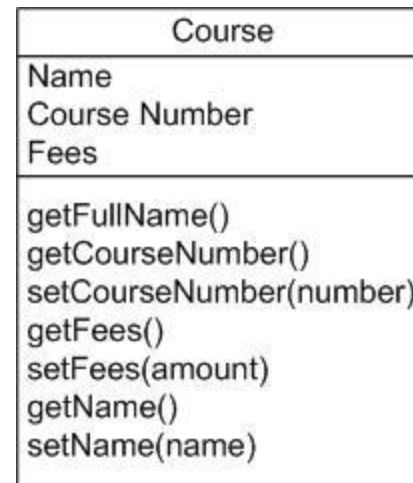 Course
Name
Course Number
Fees
getFullName()
getCourseNumber()
setCourseNumber(number)
getFees()
setFees(amount)
getName()
setName(name)